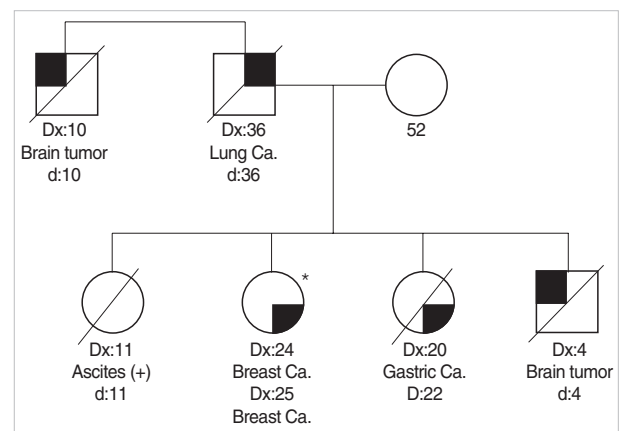 Dx:10
Brain tumor
d:10
Dx:36
Lung Ca.
d:36
52
*
Dx:11
Ascites (+)
d:11
Dx:24
Breast Ca.
Dx:25
Breast Ca.
Dx:20
Gastric Ca.
D:22
Dx:4
Brain tumor
d:4